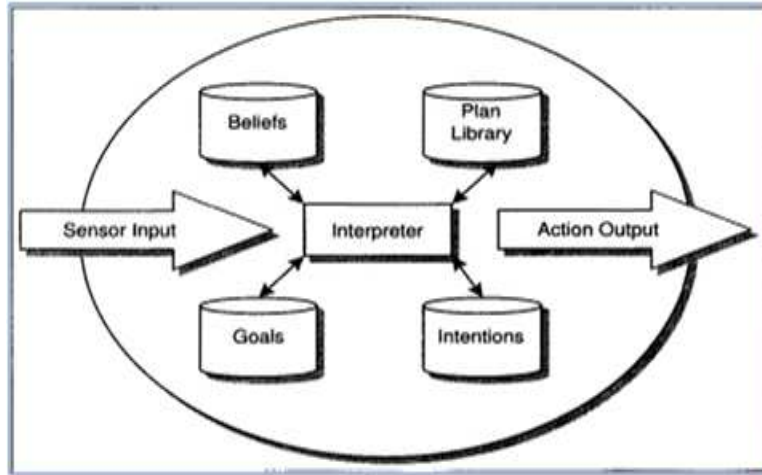 Beliefs
Plan
Library
Sensor Input
Interpreter
Action Output
Goals
Intentions